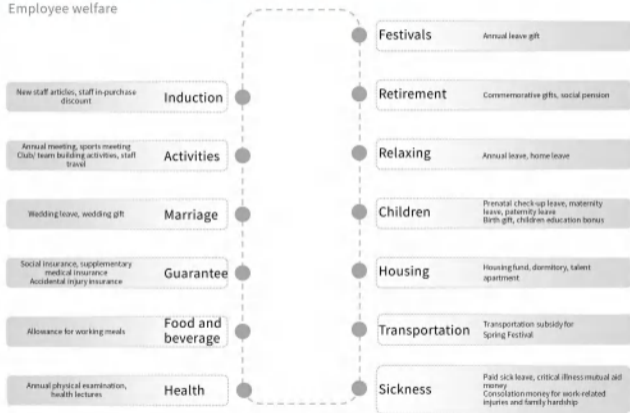 Employee welfare
Festivals
Annual leave gift
New staff articles, staff in-purchase
discount
Induction
Retirement
Commemorative gifts, social pension
Annual meeting, sports meeting
Club/ team building activities, staff
travel
Activities
Relaxing
Annual leave, home leave
Wedding leave, wedding gift
Marriage
Children
Prenatal check-up leave, maternity
leave, paternity leave
Birth gift, children education bonus
Social insurance, supplementary
medical insurance
Accidental injury insurance
Guarantee
Housing
Housing fund, dormitory, talent
apartment
Allowance for working meals
Food and
beverage
Transportation
Transportation subsidy for
Spring Festival
Annual physical examination,
health lectures
Health
Sickness
Paid sick leave, critical illness mutual aid
money
Consolation money for work-related
injuries and family hardship